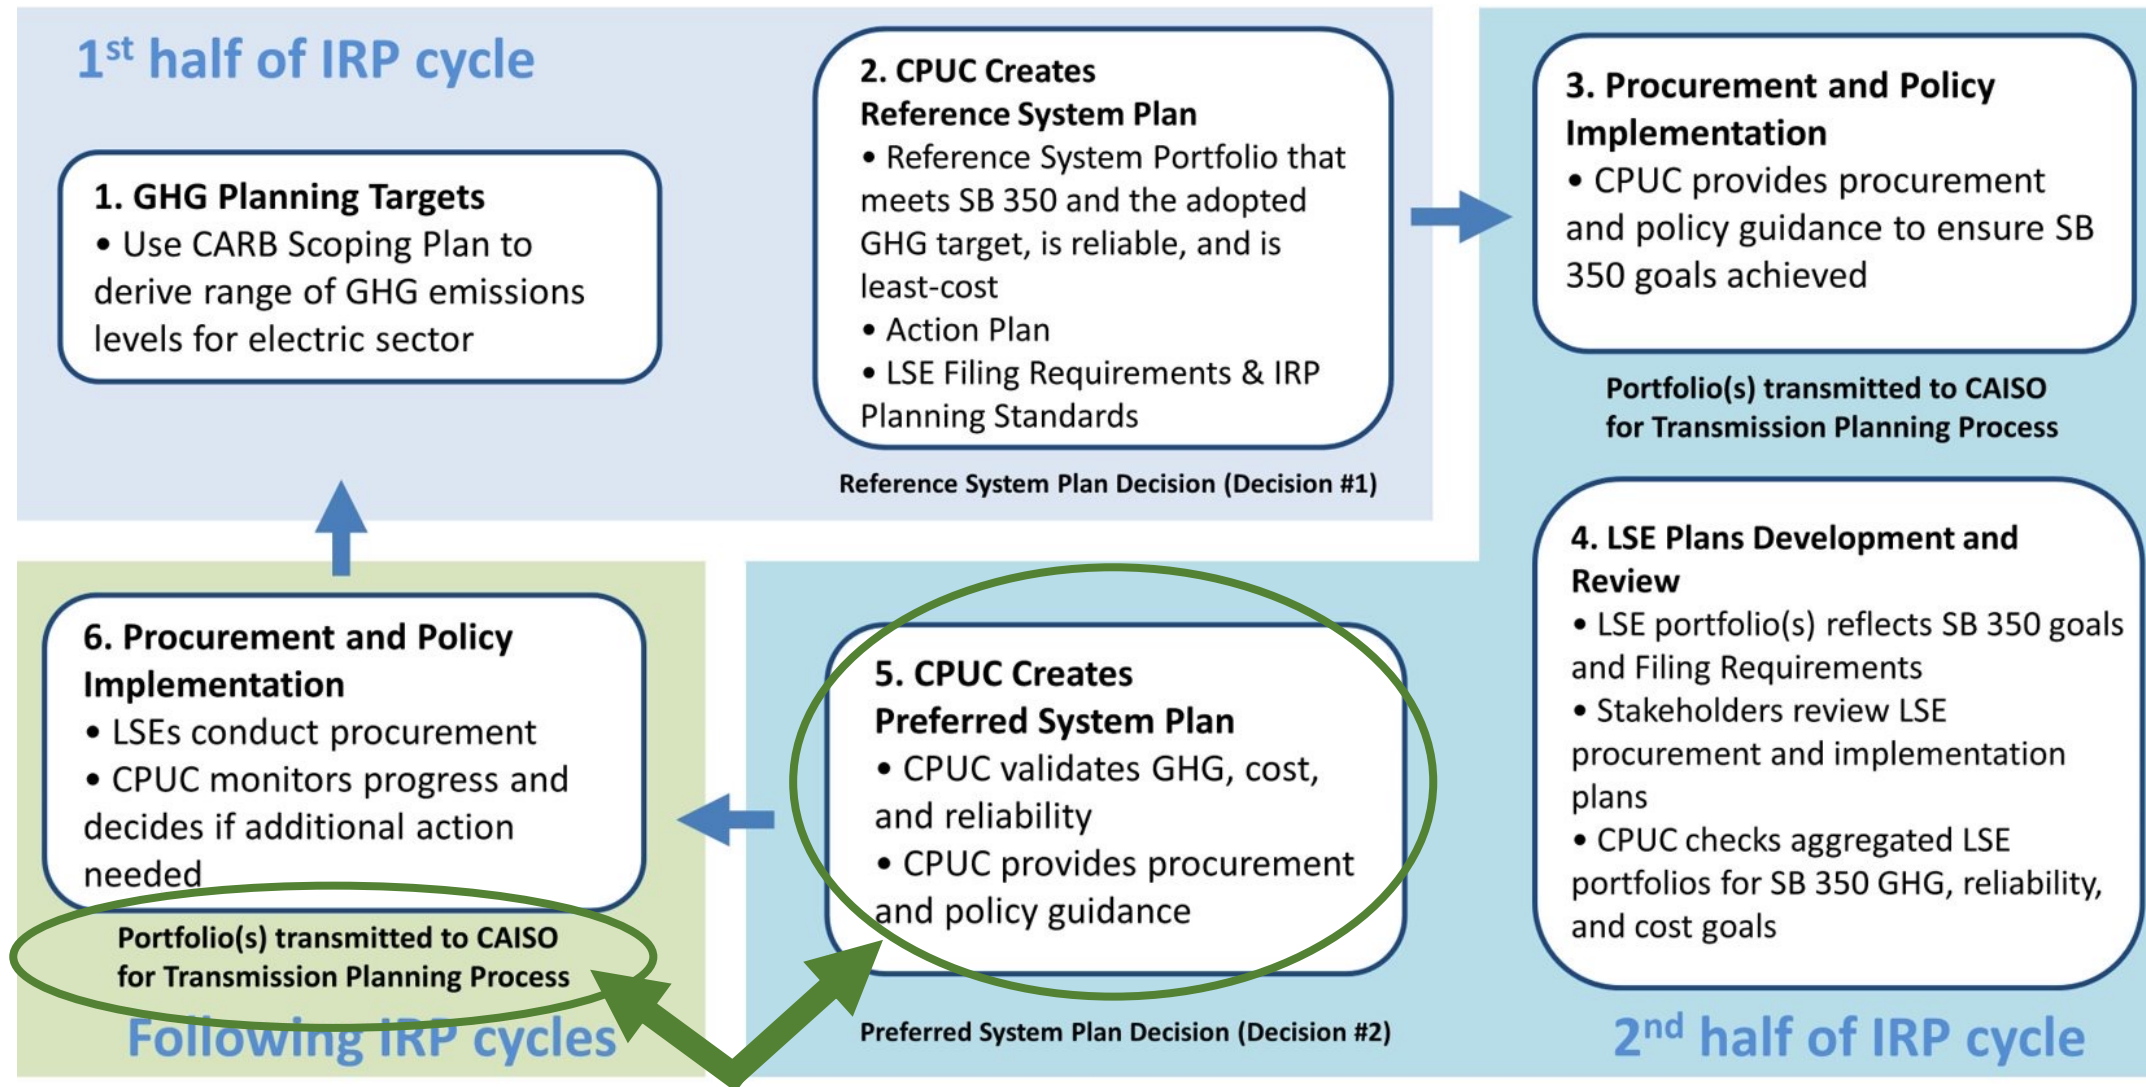 1st half of IRP cycle
1. GHG Planning Targets
• Use CARB Scoping Plan to
derive range of GHG emissions
levels for electric sector
2. CPUC Creates
Reference System Plan
• Reference System Portfolio that
meets SB 350 and the adopted
GHG target, is reliable, and is
least-cost
• Action Plan
• LSE Filing Requirements & IRP
Planning Standards
Reference System Plan Decision (Decision #1)
3. Procurement and Policy
Implementation
• CPUC provides procurement
and policy guidance to ensure SB
350 goals achieved
Portfolio(s) transmitted to CAISO
for Transmission Planning Process
4. LSE Plans Development and
Review
• LSE portfolio(s) reflects SB 350 goals
and Filing Requirements
• Stakeholders review LSE
procurement and implementation
plans
• CPUC checks aggregated LSE
portfolios for SB 350 GHG, reliability,
and cost goals
2nd half of IRP cycle
5. CPUC Creates
Preferred System Plan
• CPUC validates GHG, cost,
and reliability
• CPUC provides procurement
and policy guidance
Preferred System Plan Decision (Decision #2)
6. Procurement and Policy
Implementation
• LSEs conduct procurement
• CPUC monitors progress and
decides if additional action
needed
Portfolio(s) transmitted to CAISO
for Transmission Planning Process
Following IRP cycles